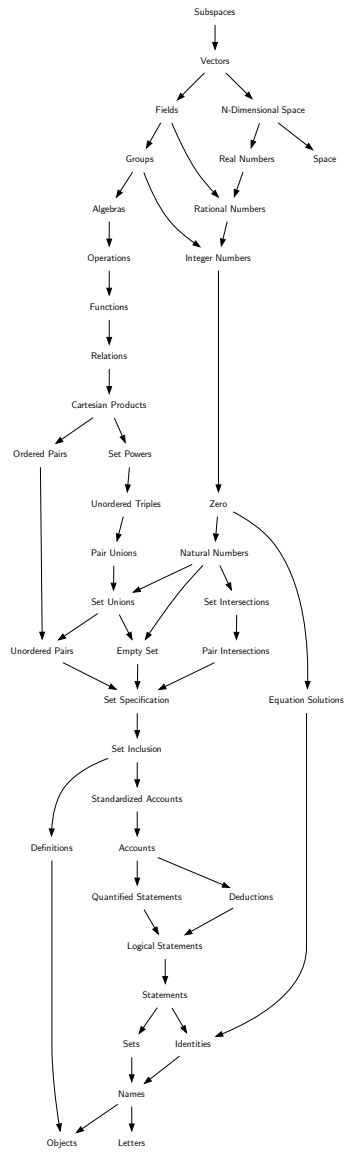 Subspaces
Vectors
Fields
N-Dimensional Space
Groups
Real Numbers
Space
Algebras
Rational Numbers
Operations
Integer Numbers
Functions
Relations
Cartesian Products
Ordered Pairs
Set Powers
Unordered Triples
Zero
Pair Unions
Natural Numbers
Set Unions
Set Intersections
Unordered Pairs
Empty Set
Pair Intersections
Set Specification
Equation Solutions
Set Inclusion
Standardized Accounts
Definitions
Accounts
Quantified Statements
Deductions
Logical Statements
Statements
Sets
Identities
Names
Objects
Letters